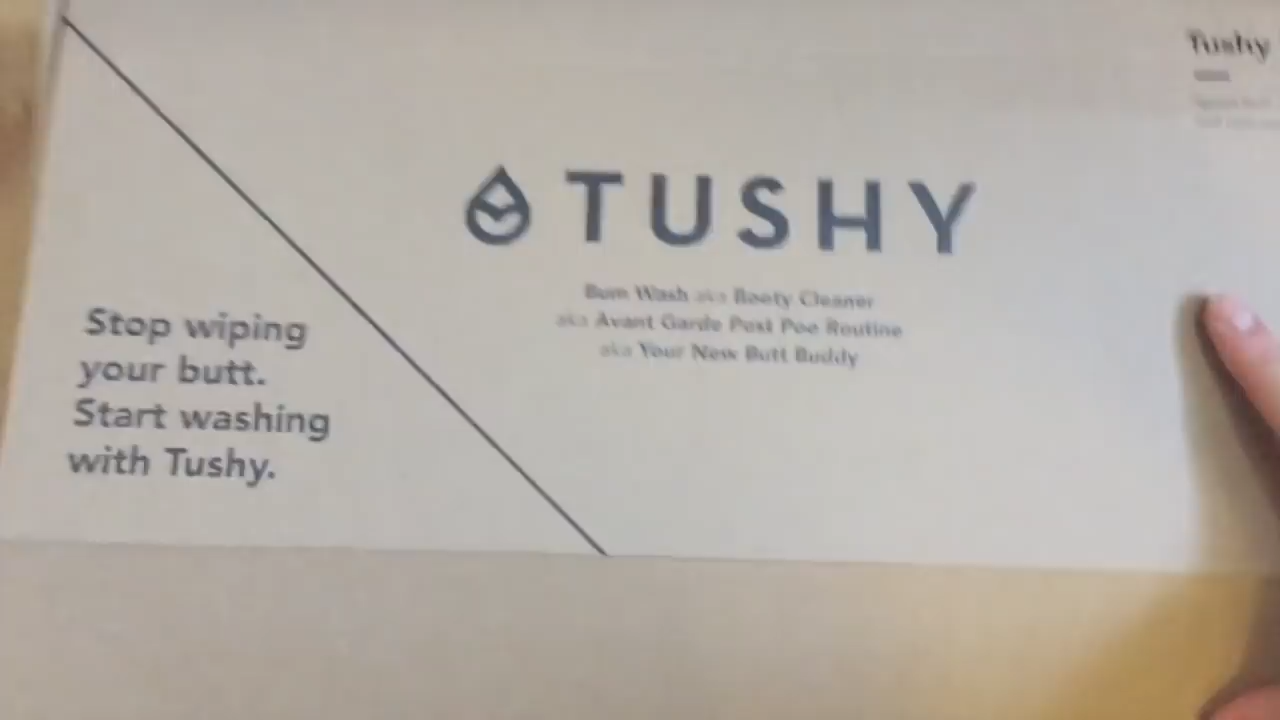 Tushy
TUSHY
Bum Wash aka Booty Cleaner
aka Avant Garde Post Poo Routine
aka Your New Butt Buddy
Stop wiping
your butt.
Start washing
with Tushy.